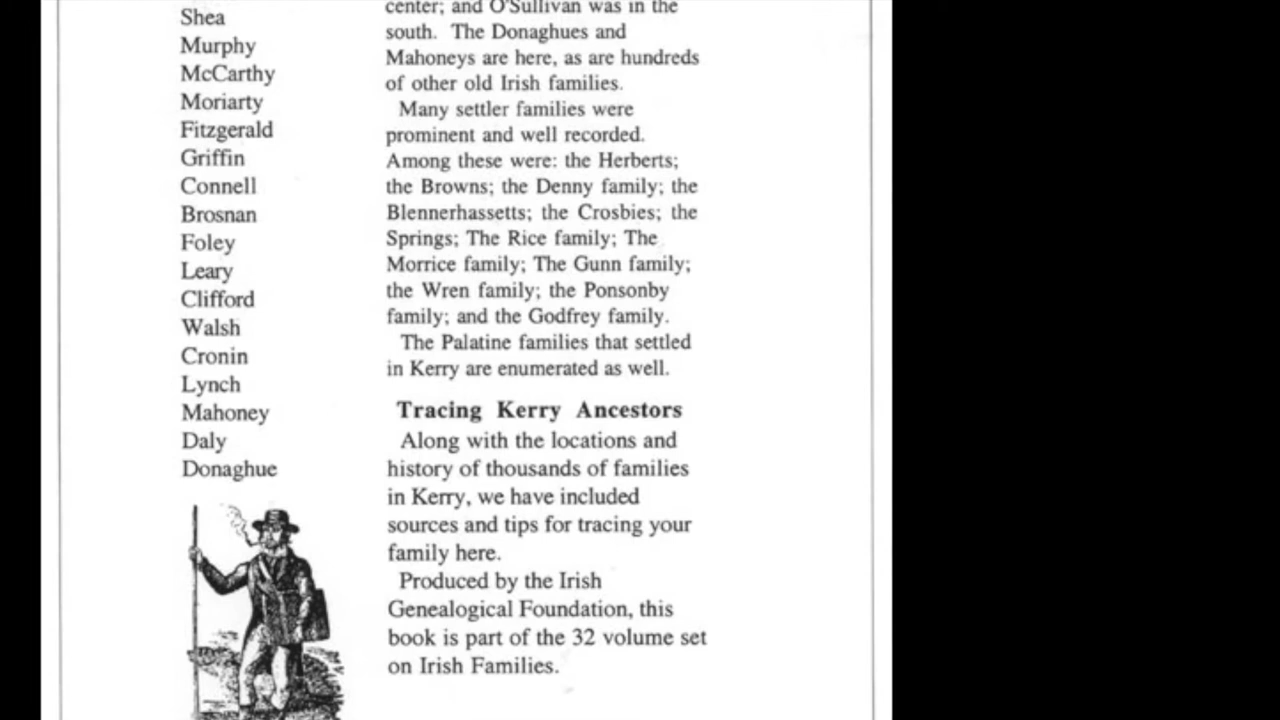 Shea
Murphy
McCarthy
Moriarty
Fitzgerald
Griffin
Connell
Brosnan
Foley
Leary
Clifford
Walsh
Cronin
Lynch
Mahoney
Daly
Donaghue
center; and O'Sullivan was in the
south. The Donaghues and
Mahoneys are here, as are hundreds
of other old Irish families.
Many settler families were
prominent and well recorded.
Among these were: the Herberts;
the Browns; the Denny family; the
Blennerhassetts; the Crosbies; the
Springs; The Rice family; The
Morrice family; The Gunn family;
the Wren family; the Ponsonby
family; and the Godfrey family.
The Palatine families that settled
in Kerry are enumerated as well.
Tracing Kerry Ancestors
Along with the locations and
history of thousands of families
in Kerry, we have included
sources and tips for tracing your
family here.
Produced by the Irish
Genealogical Foundation, this
book is part of the 32 volume set
on Irish Families.